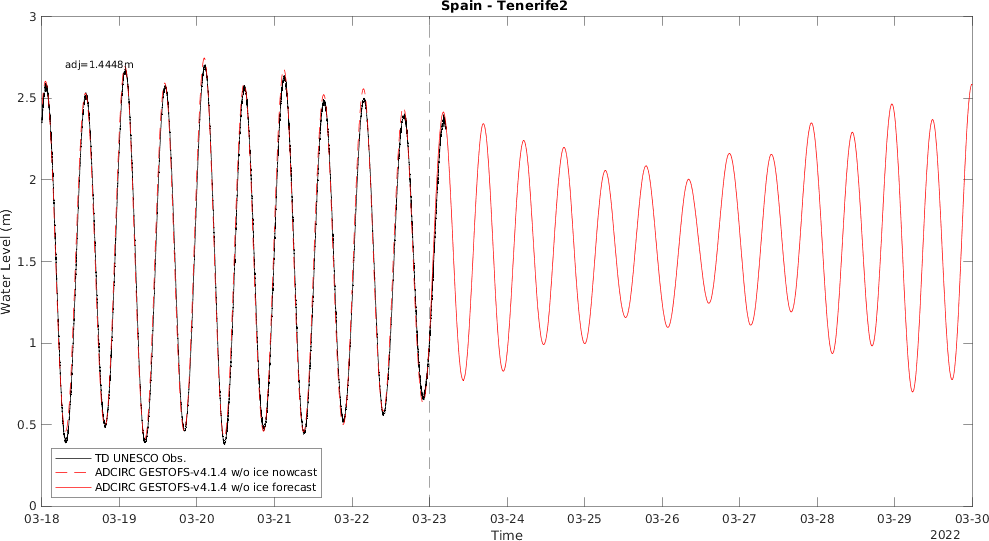 Spain - Tenerife2
3
2.5
2
1.5
1
0.5
0
Water Level (m)
adj=1.4448m
TD UNESCO Obs.
ADCIRC GESTOFS-v4.1.4 w/o ice nowcast
ADCIRC GESTOFS-v4.1.4 w/o ice forecast
03-18 03-19 03-20 03-21 03-22 03-23 03-24 03-25 03-26 03-27 03-28 03-29 03-30
Time
2022